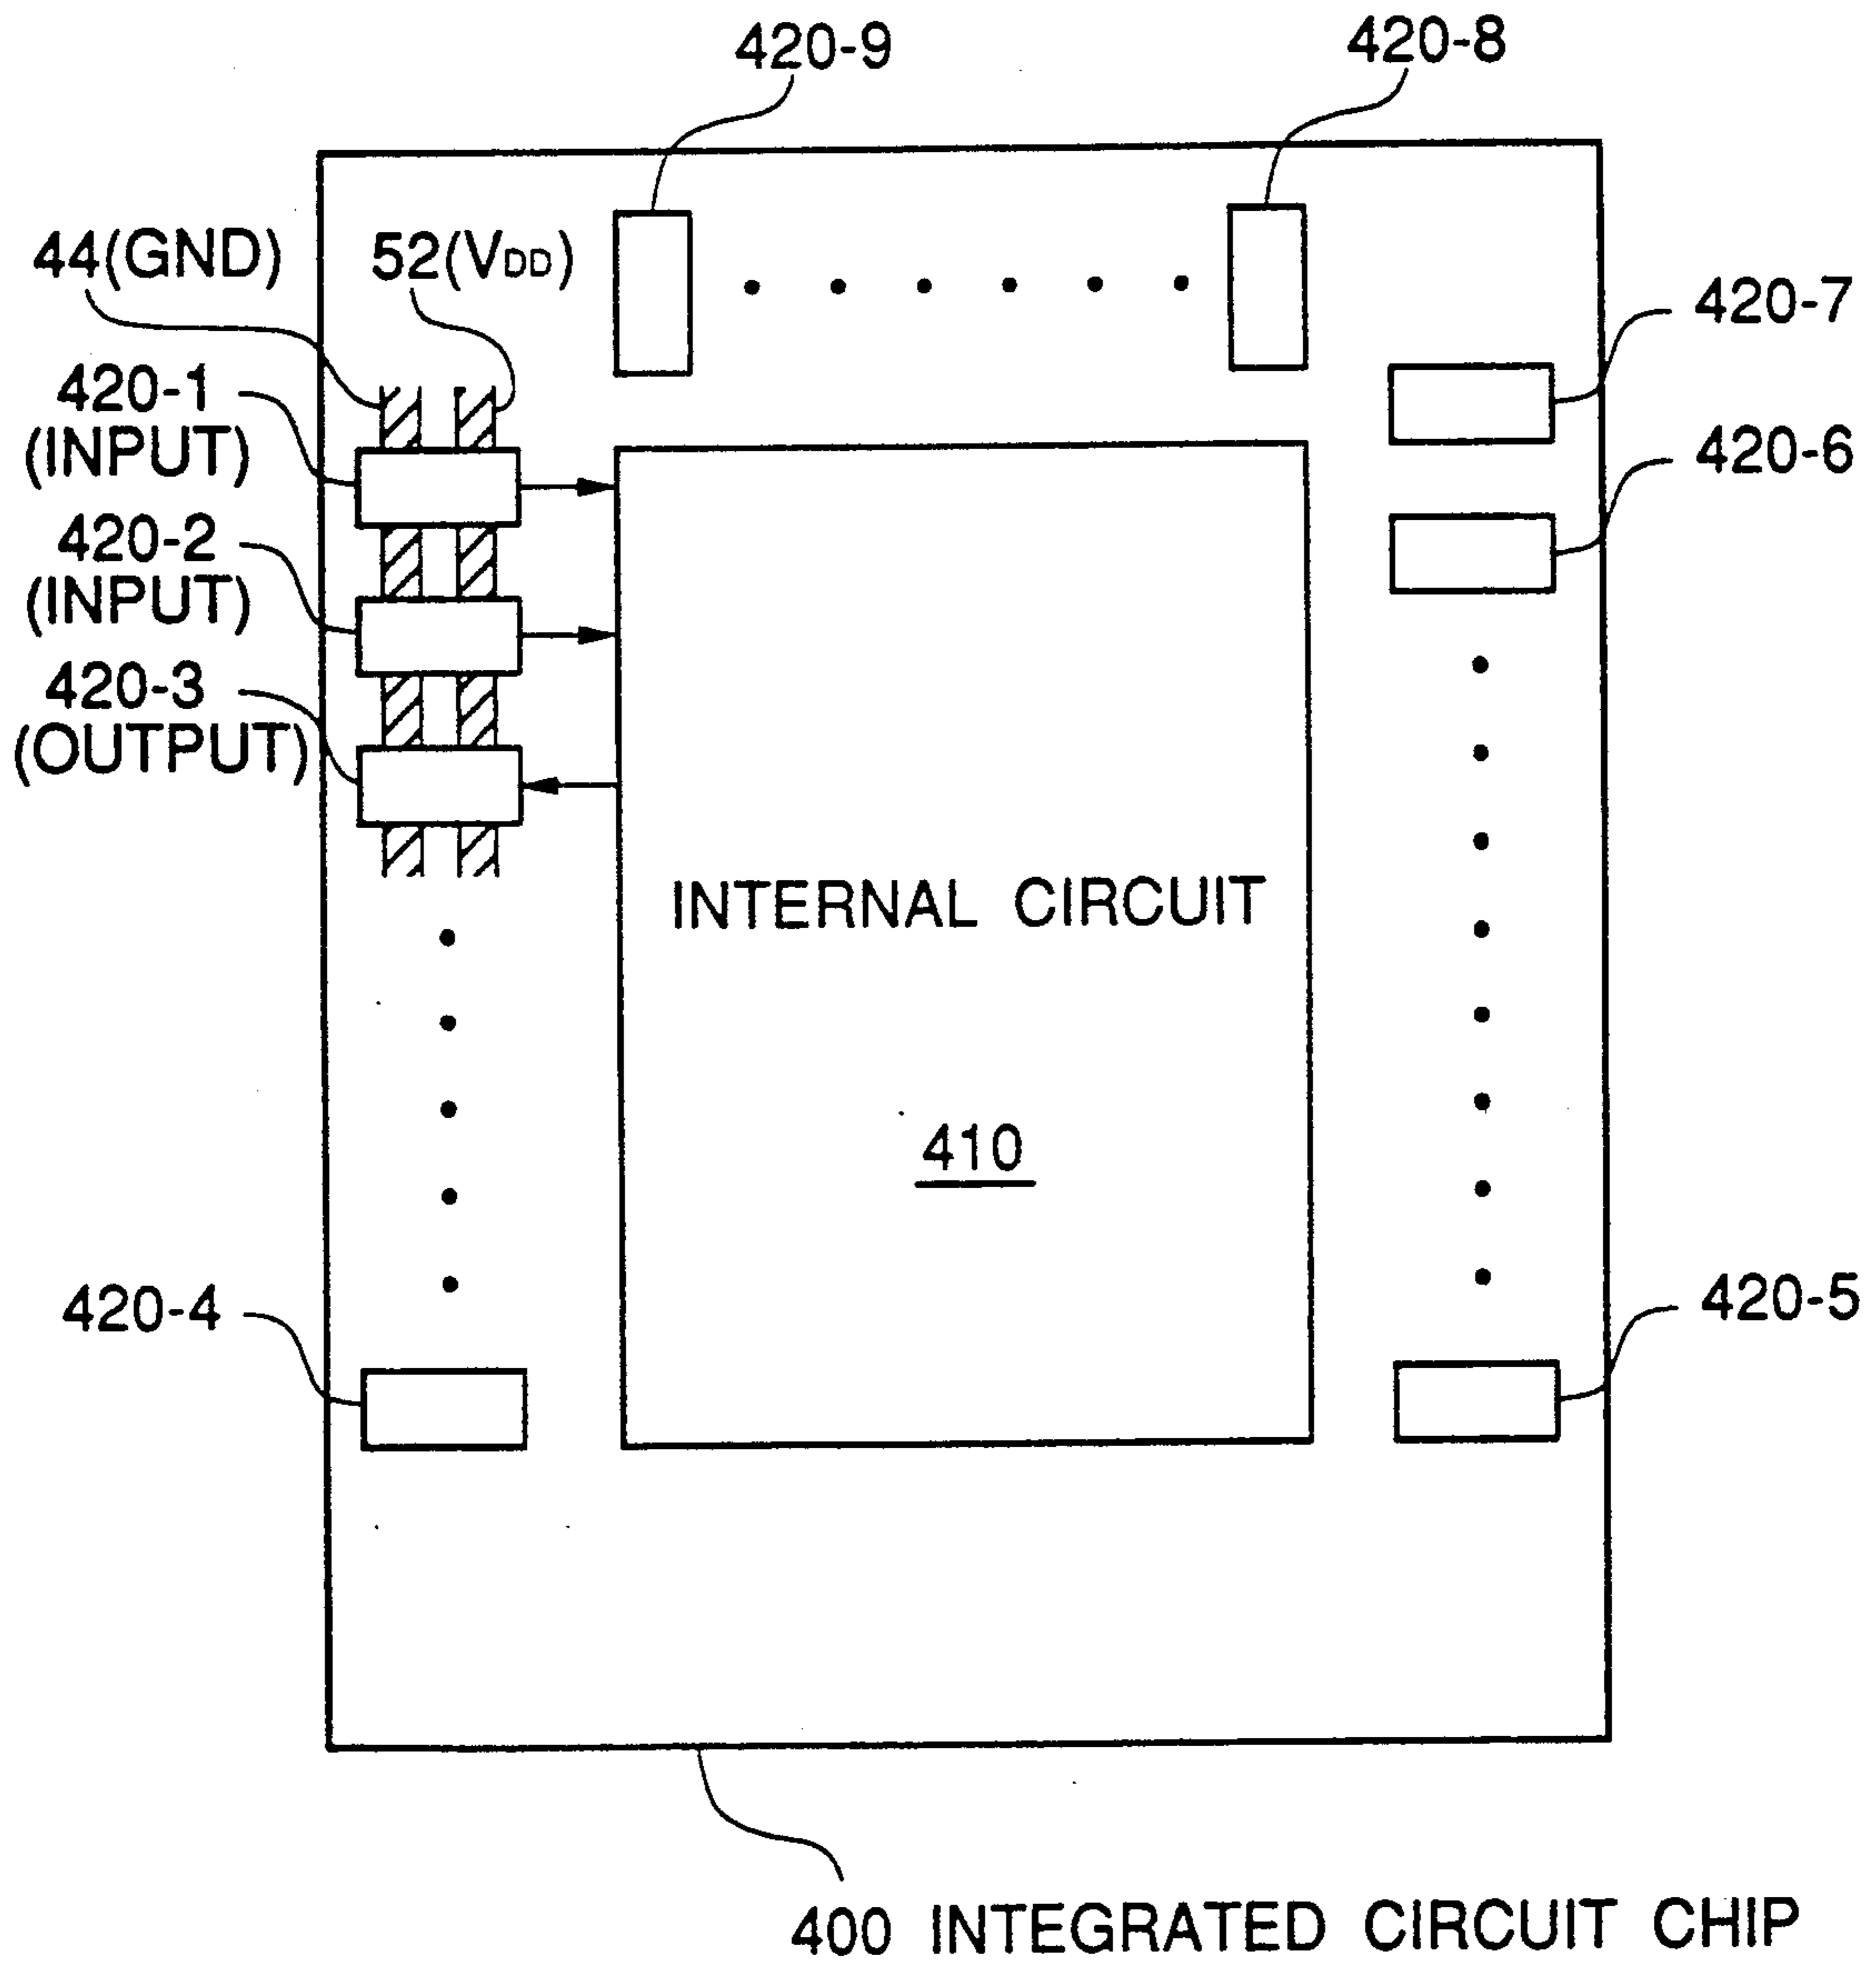 420-9
420-8
44(GND)
52(VDD)
420-7
420-1
(INPUT)
420-6
420-2
(INPUT)
420-3
(OUTPUT)
INTERNAL CIRCUIT
410
420-4
420-5
400 INTEGRATED CIRCUIT CHIP